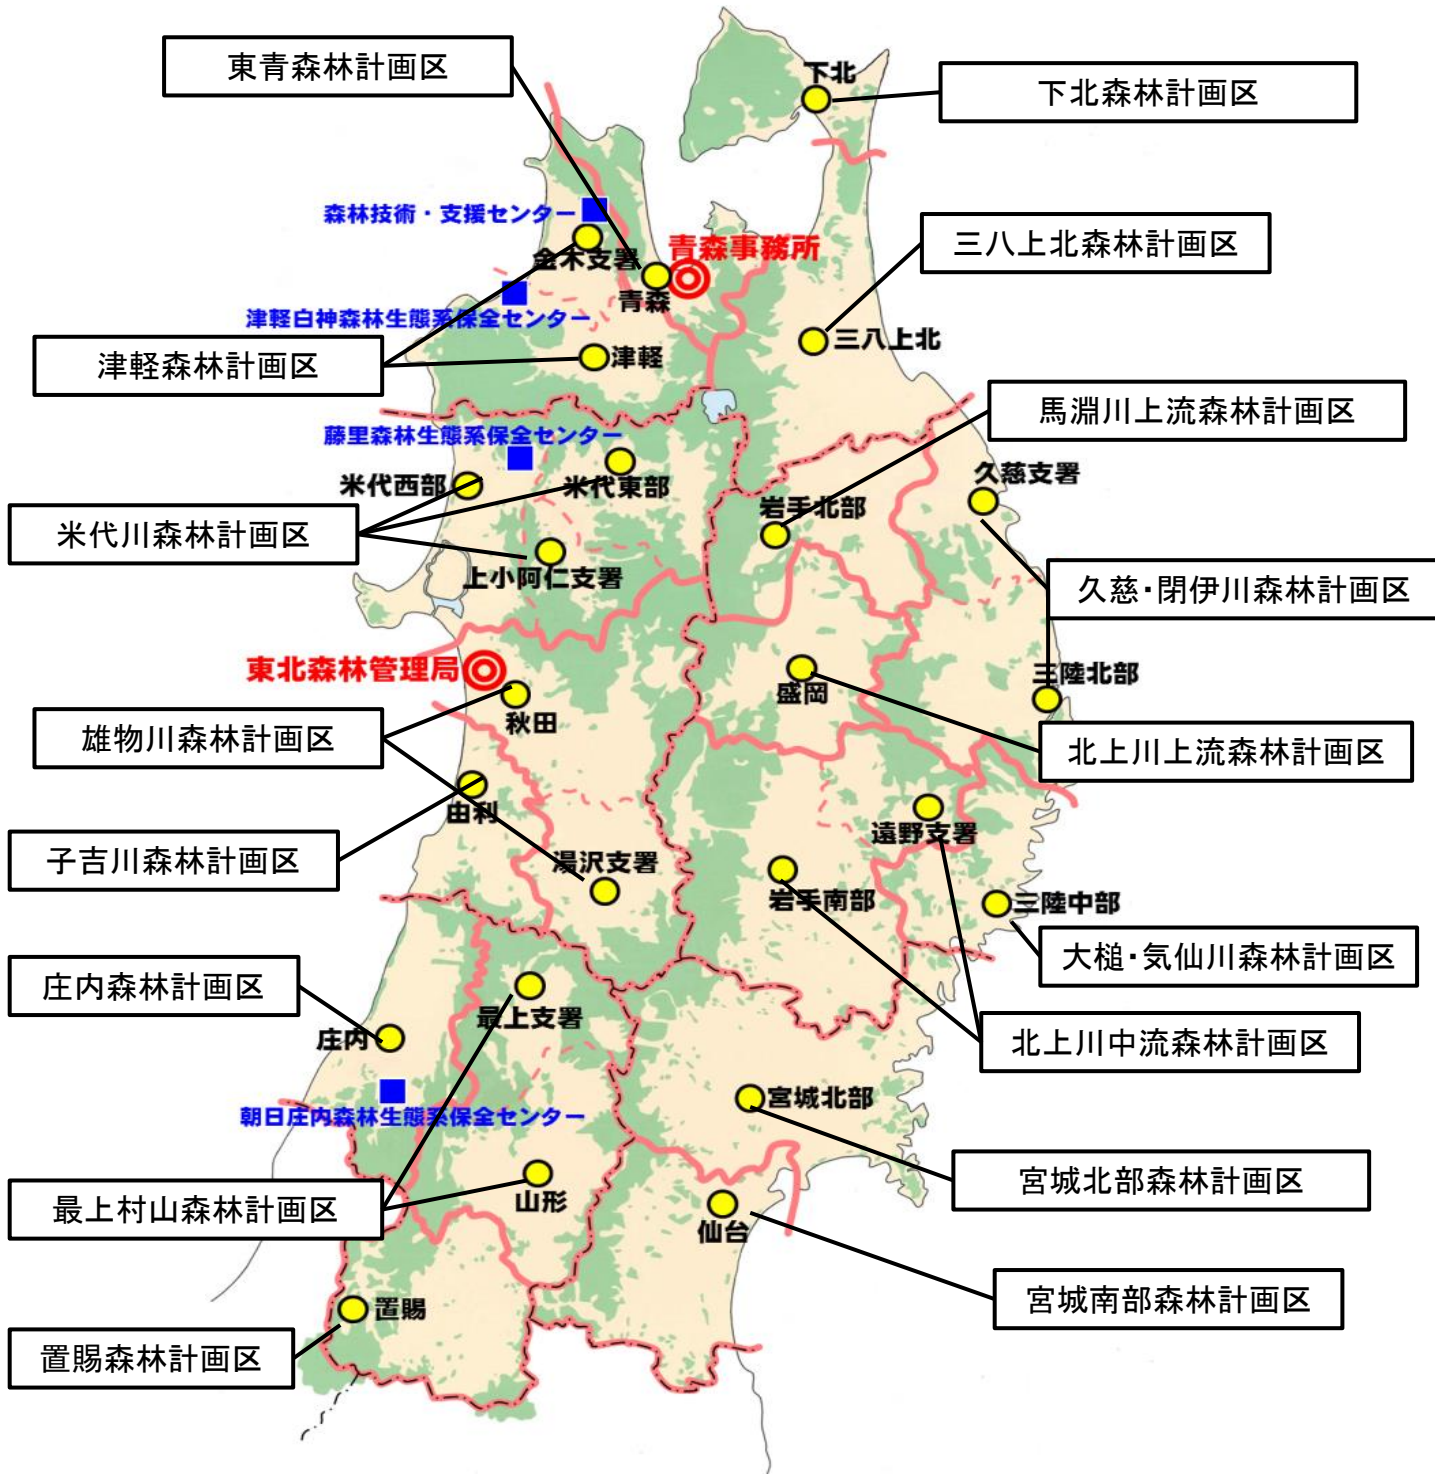 東青森林計画区
下北
下北森林計画区
森林技術・支援センター
金木支署
青森事務所
青森
三八上北森林計画区
津軽白神森林生態系保全センター
三八上北
津軽森林計画区
津軽
馬淵川上流森林計画区
藤里森林生態系保全センター
米代西部
米代東部
久慈支署
岩手北部
米代川森林計画区
上小阿仁支署
久慈・閉伊川森林計画区
東北森林管理局
秋田
盛岡
三陸北部
雄物川森林計画区
北上川上流森林計画区
由利
遠野支署
子吉川森林計画区
湯沢支署
岩手南部
三陸中部
大槌・気仙川森林計画区
庄内森林計画区
最上支署
庄内
北上川中流森林計画区
宮城北部
朝日庄内森林生態系保全センター
宮城北部森林計画区
最上村山森林計画区
山形
仙台
置賜
宮城南部森林計画区
置賜森林計画区